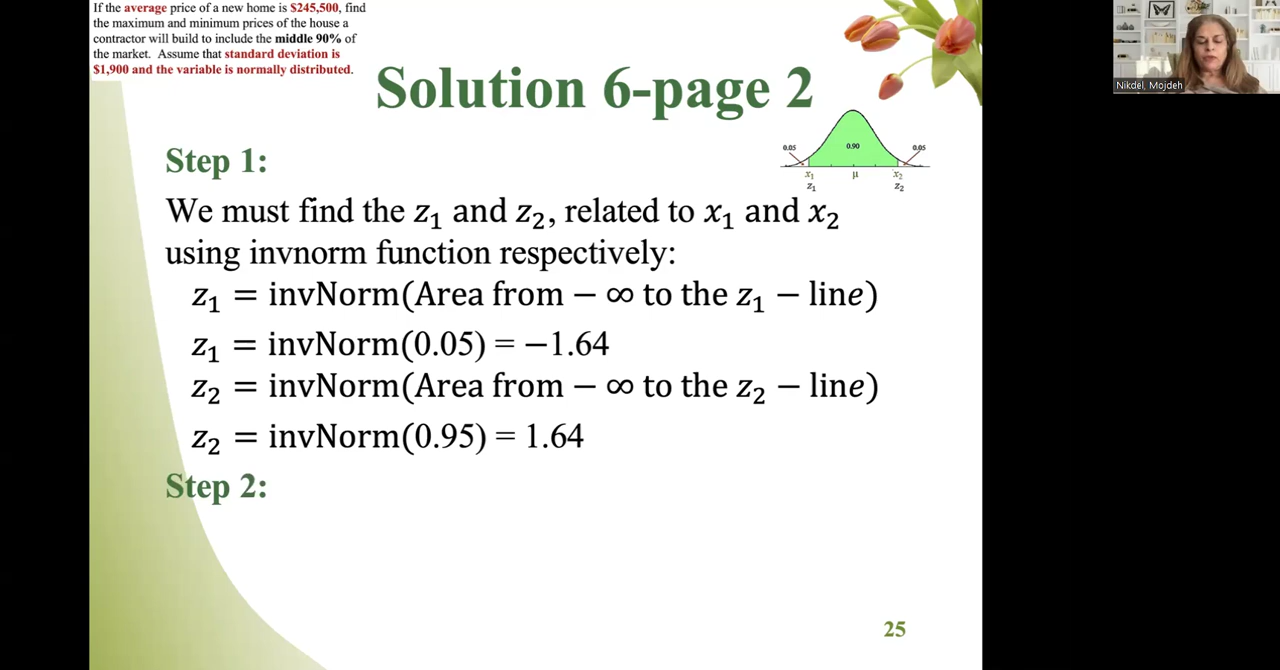 If the average price of a new home is $245,500, find
the maximum and minimum prices of the house a
contractor will build to include the middle 90% of
the market. Assume that standard deviation is
$1,900 and the variable is normally distributed.
Nikdel, Mojdeh
Solution 6-page 2
0.05
0.90
0.05
x₁
μ
x₂
z₁
z₂
Step 1:
We must find the z₁ and z₂, related to x₁ and x₂
using invnorm function respectively:
z₁ = invNorm(Area from − ∞ to the z₁ − line)
z₁ = invNorm(0.05) = −1.64
z₂ = invNorm(Area from − ∞ to the z₂ − line)
z₂ = invNorm(0.95) = 1.64
Step 2:
25